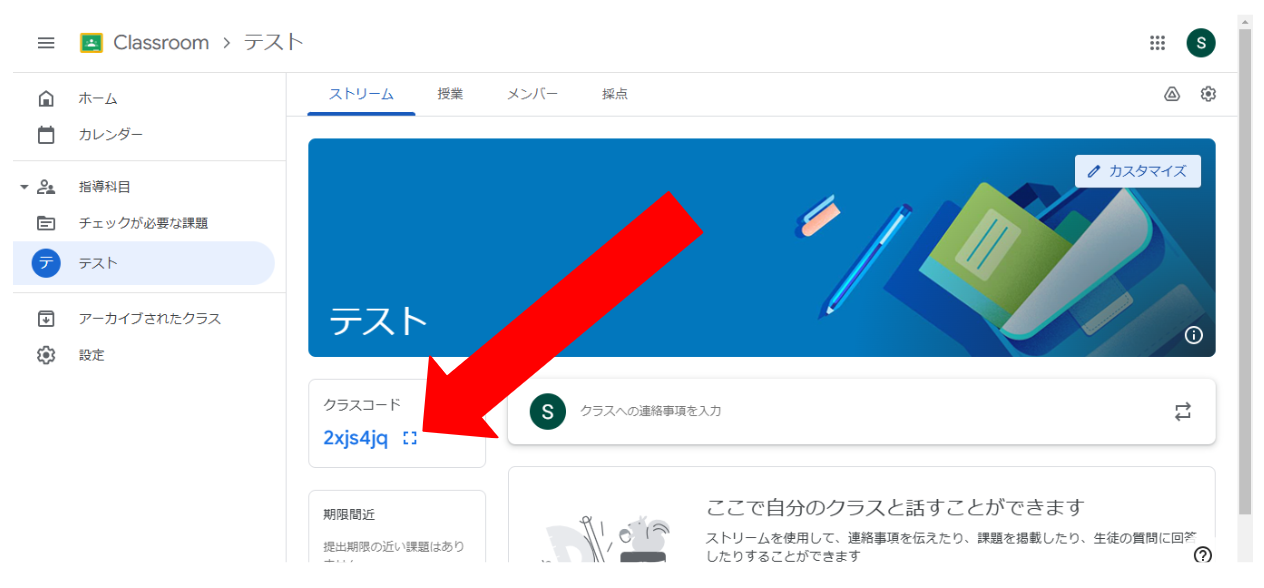 Classroom > テスト
S
ホーム
カレンダー
指導科目
チェックが必要な課題
テ テスト
アーカイブされたクラス
設定
ストリーム 授業 メンバー 採点
カスタマイズ
テスト
クラスコード
2xjs4jq
S クラスへの連絡事項を入力
期限間近
提出期限の近い課題はあり
ここで自分のクラスと話すことができます
ストリームを使用して、連絡事項を伝えたり、課題を掲載したり、生徒の質問に回答
したりすることができます